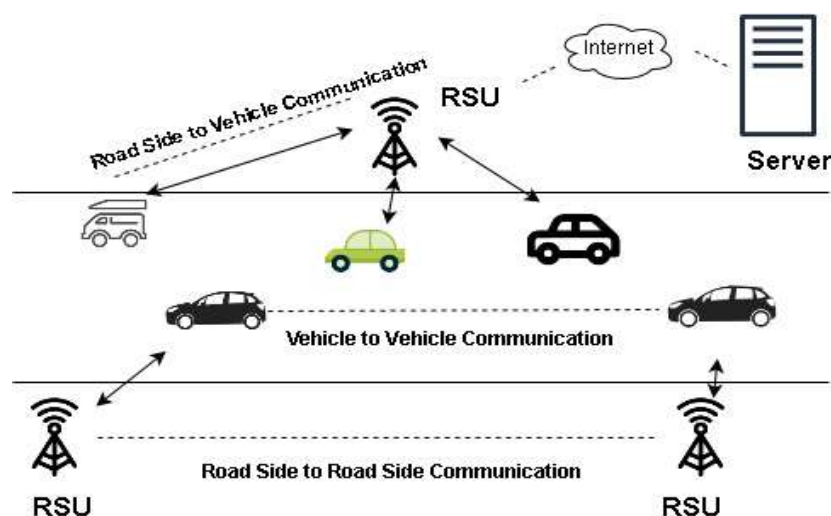 Internet
RSU
Road Side to Vehicle Communication
Server
Vehicle to Vehicle Communication
Road Side to Road Side Communication
RSU
RSU